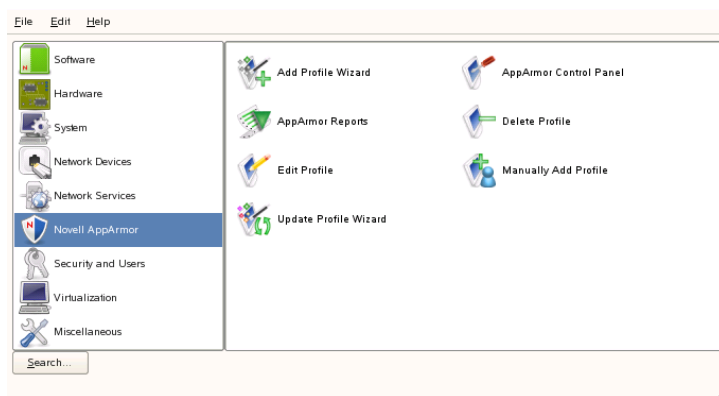 File Edit Help
Software
Hardware
System
Network Devices
Network Services
Novell AppArmor
Security and Users
Virtualization
Miscellaneous
Add Profile Wizard
AppArmor Control Panel
AppArmor Reports
Delete Profile
Edit Profile
Manually Add Profile
Update Profile Wizard
Search...